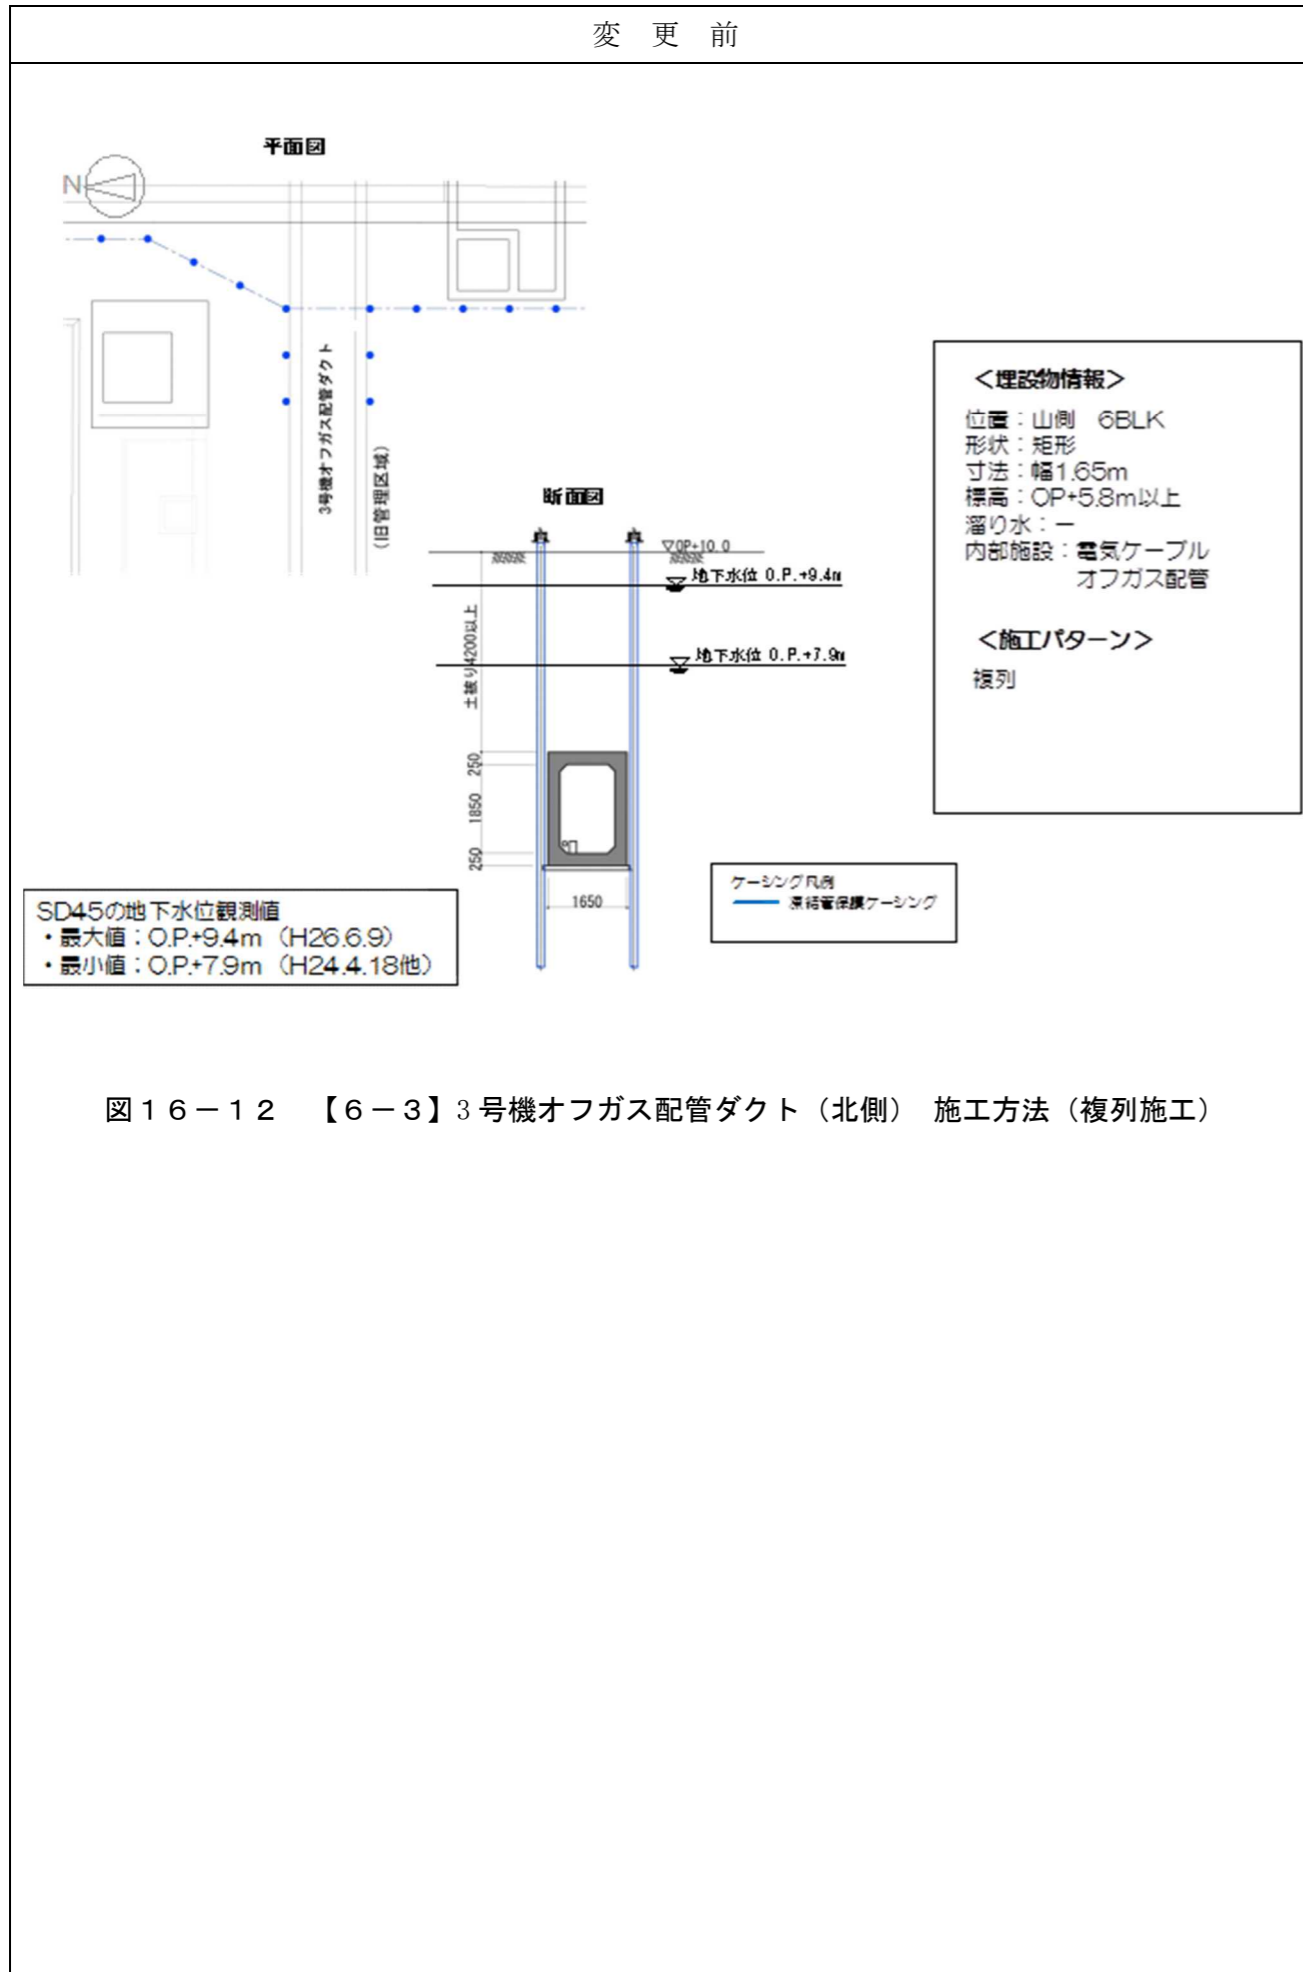 変 更 前
平面図
N
3号機オフガス配管ダクト
(旧管理区域)
断面図
▽OP+10.0
地下水位 O.P.+9.4m
地下水位 O.P.+7.9m
土被り4200以上
250
1850
250
1650
<埋設物情報>
位置:山側 6BLK
形状:矩形
寸法:幅1.65m
標高:OP+5.8m以上
溜り水:ー
内部施設:電気ケーブル
オフガス配管
<施工パターン>
複列
ケーシング凡例
凍結管保護ケーシング
SD45の地下水位観測値
・最大値:O.P.+9.4m(H26.6.9)
・最小値:O.P.+7.9m(H24.4.18他)
図16-12 【6-3】3号機オフガス配管ダクト(北側) 施工方法(複列施工)